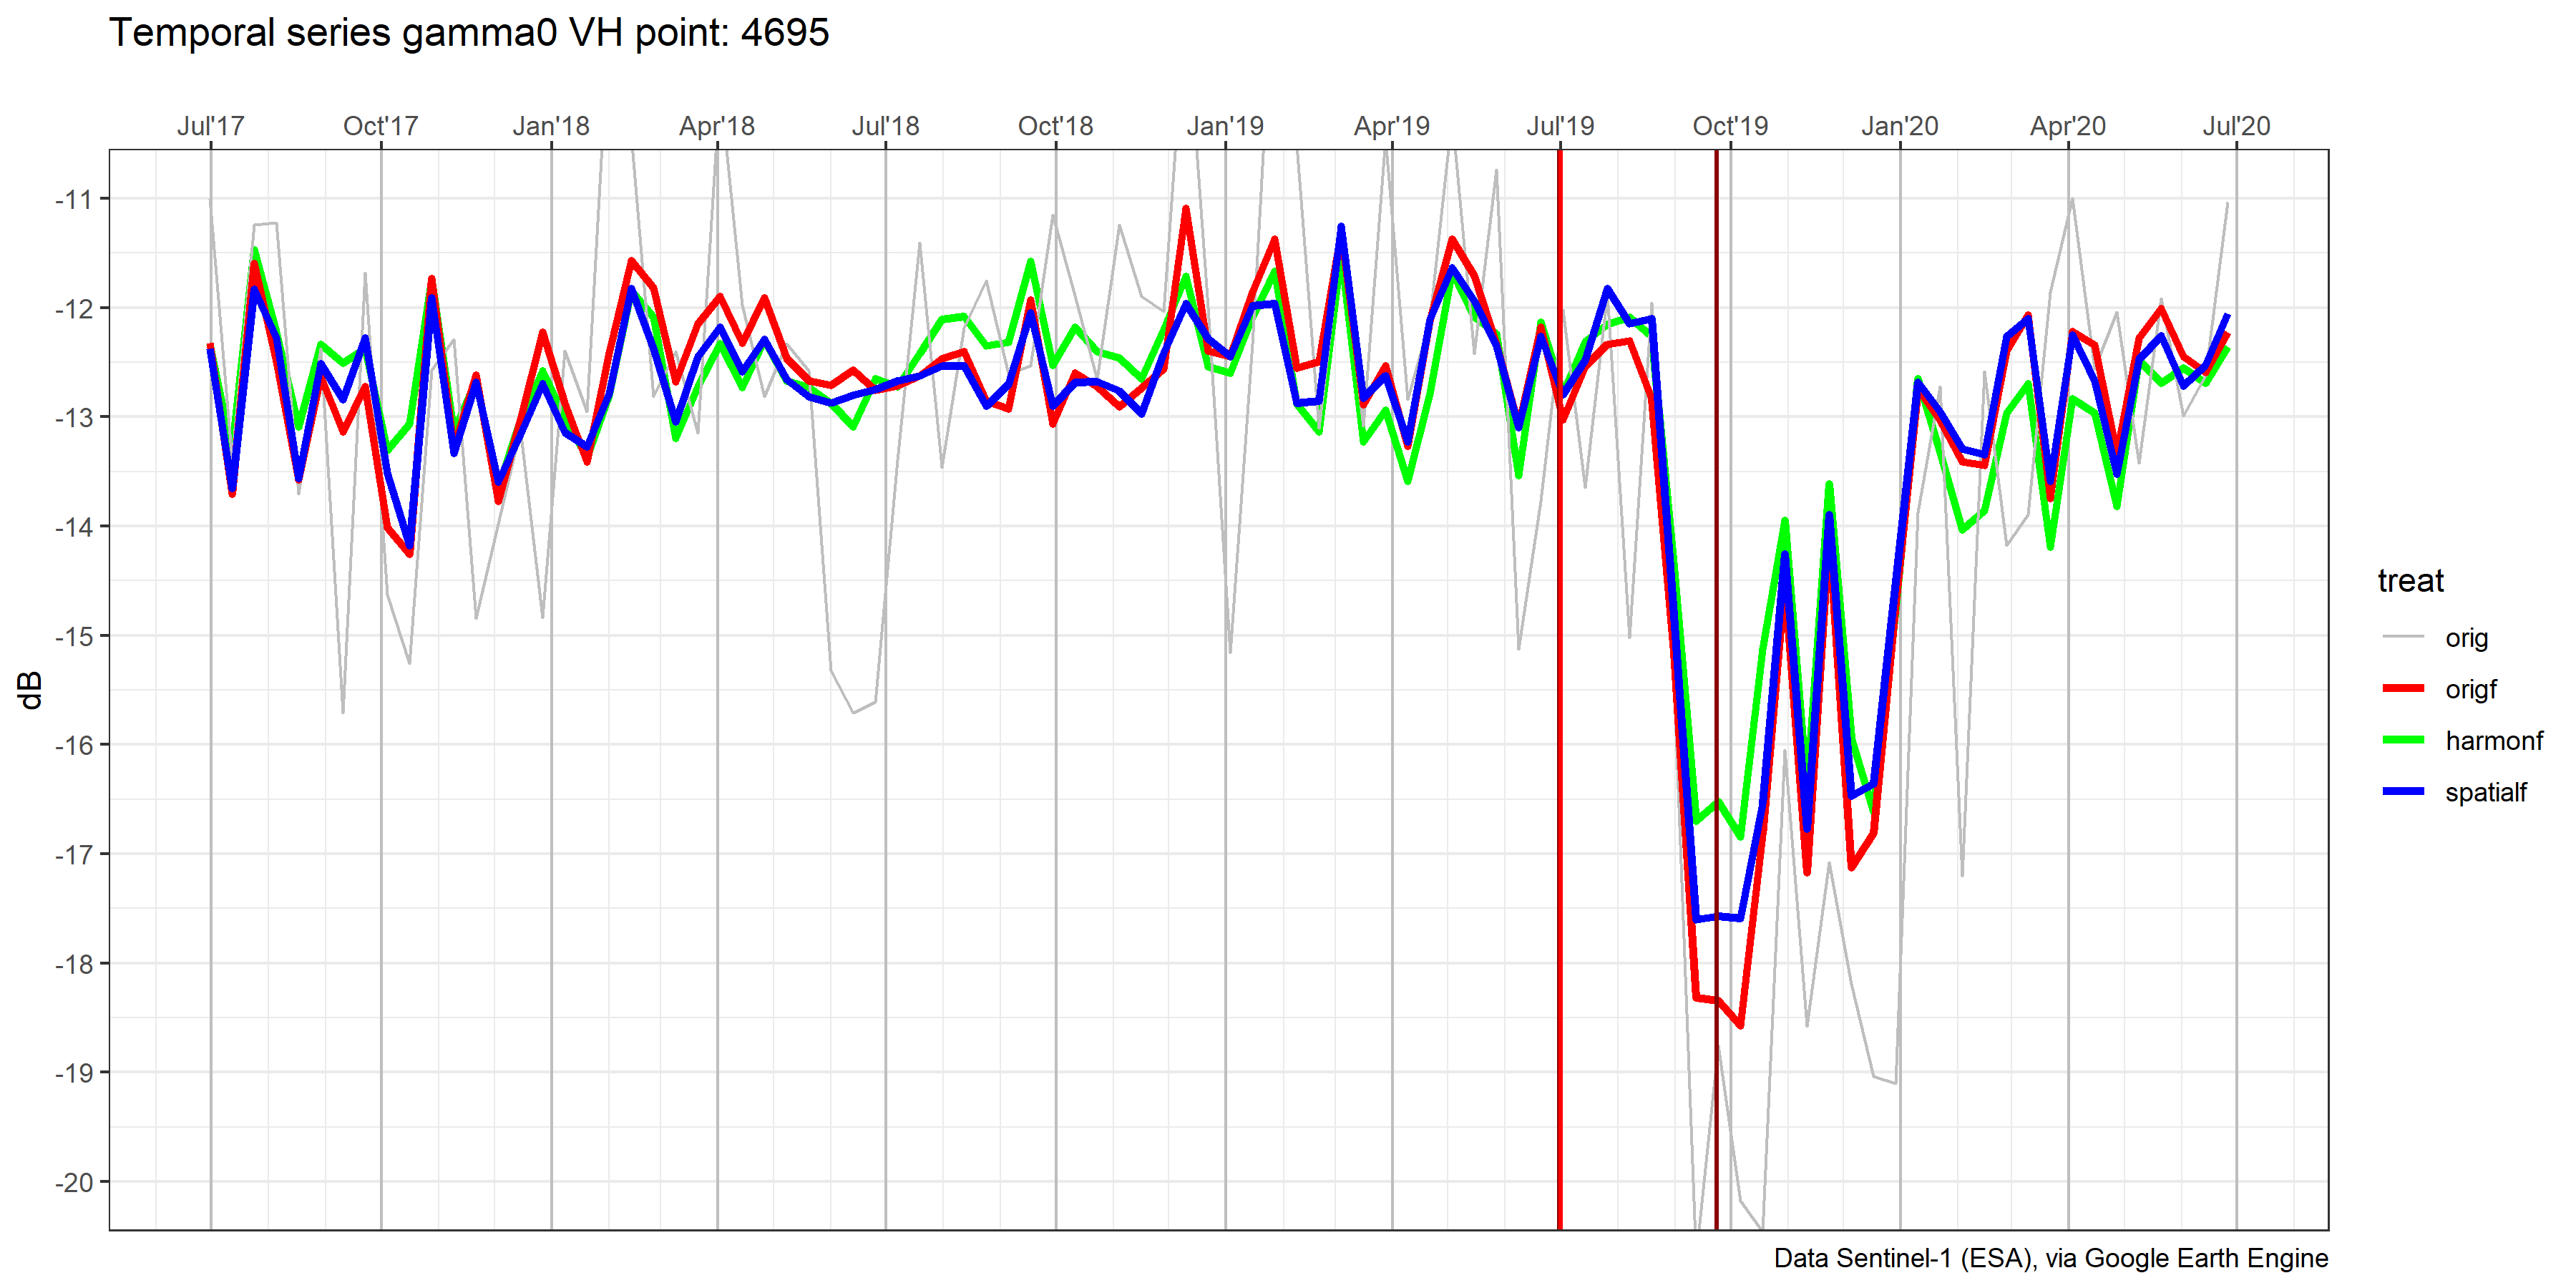 Temporal series gamma0 VH point: 4695
Jul'17 Oct'17 Jan'18 Apr'18 Jul'18 Oct'18 Jan'19 Apr'19 Jul'19 Oct'19 Jan'20 Apr'20 Jul'20
-11
-12
-13
-14
-15
-16
-17
-18
-19
-20
dB
treat
orig
origf
harmonf
spatialf
Data Sentinel-1 (ESA), via Google Earth Engine